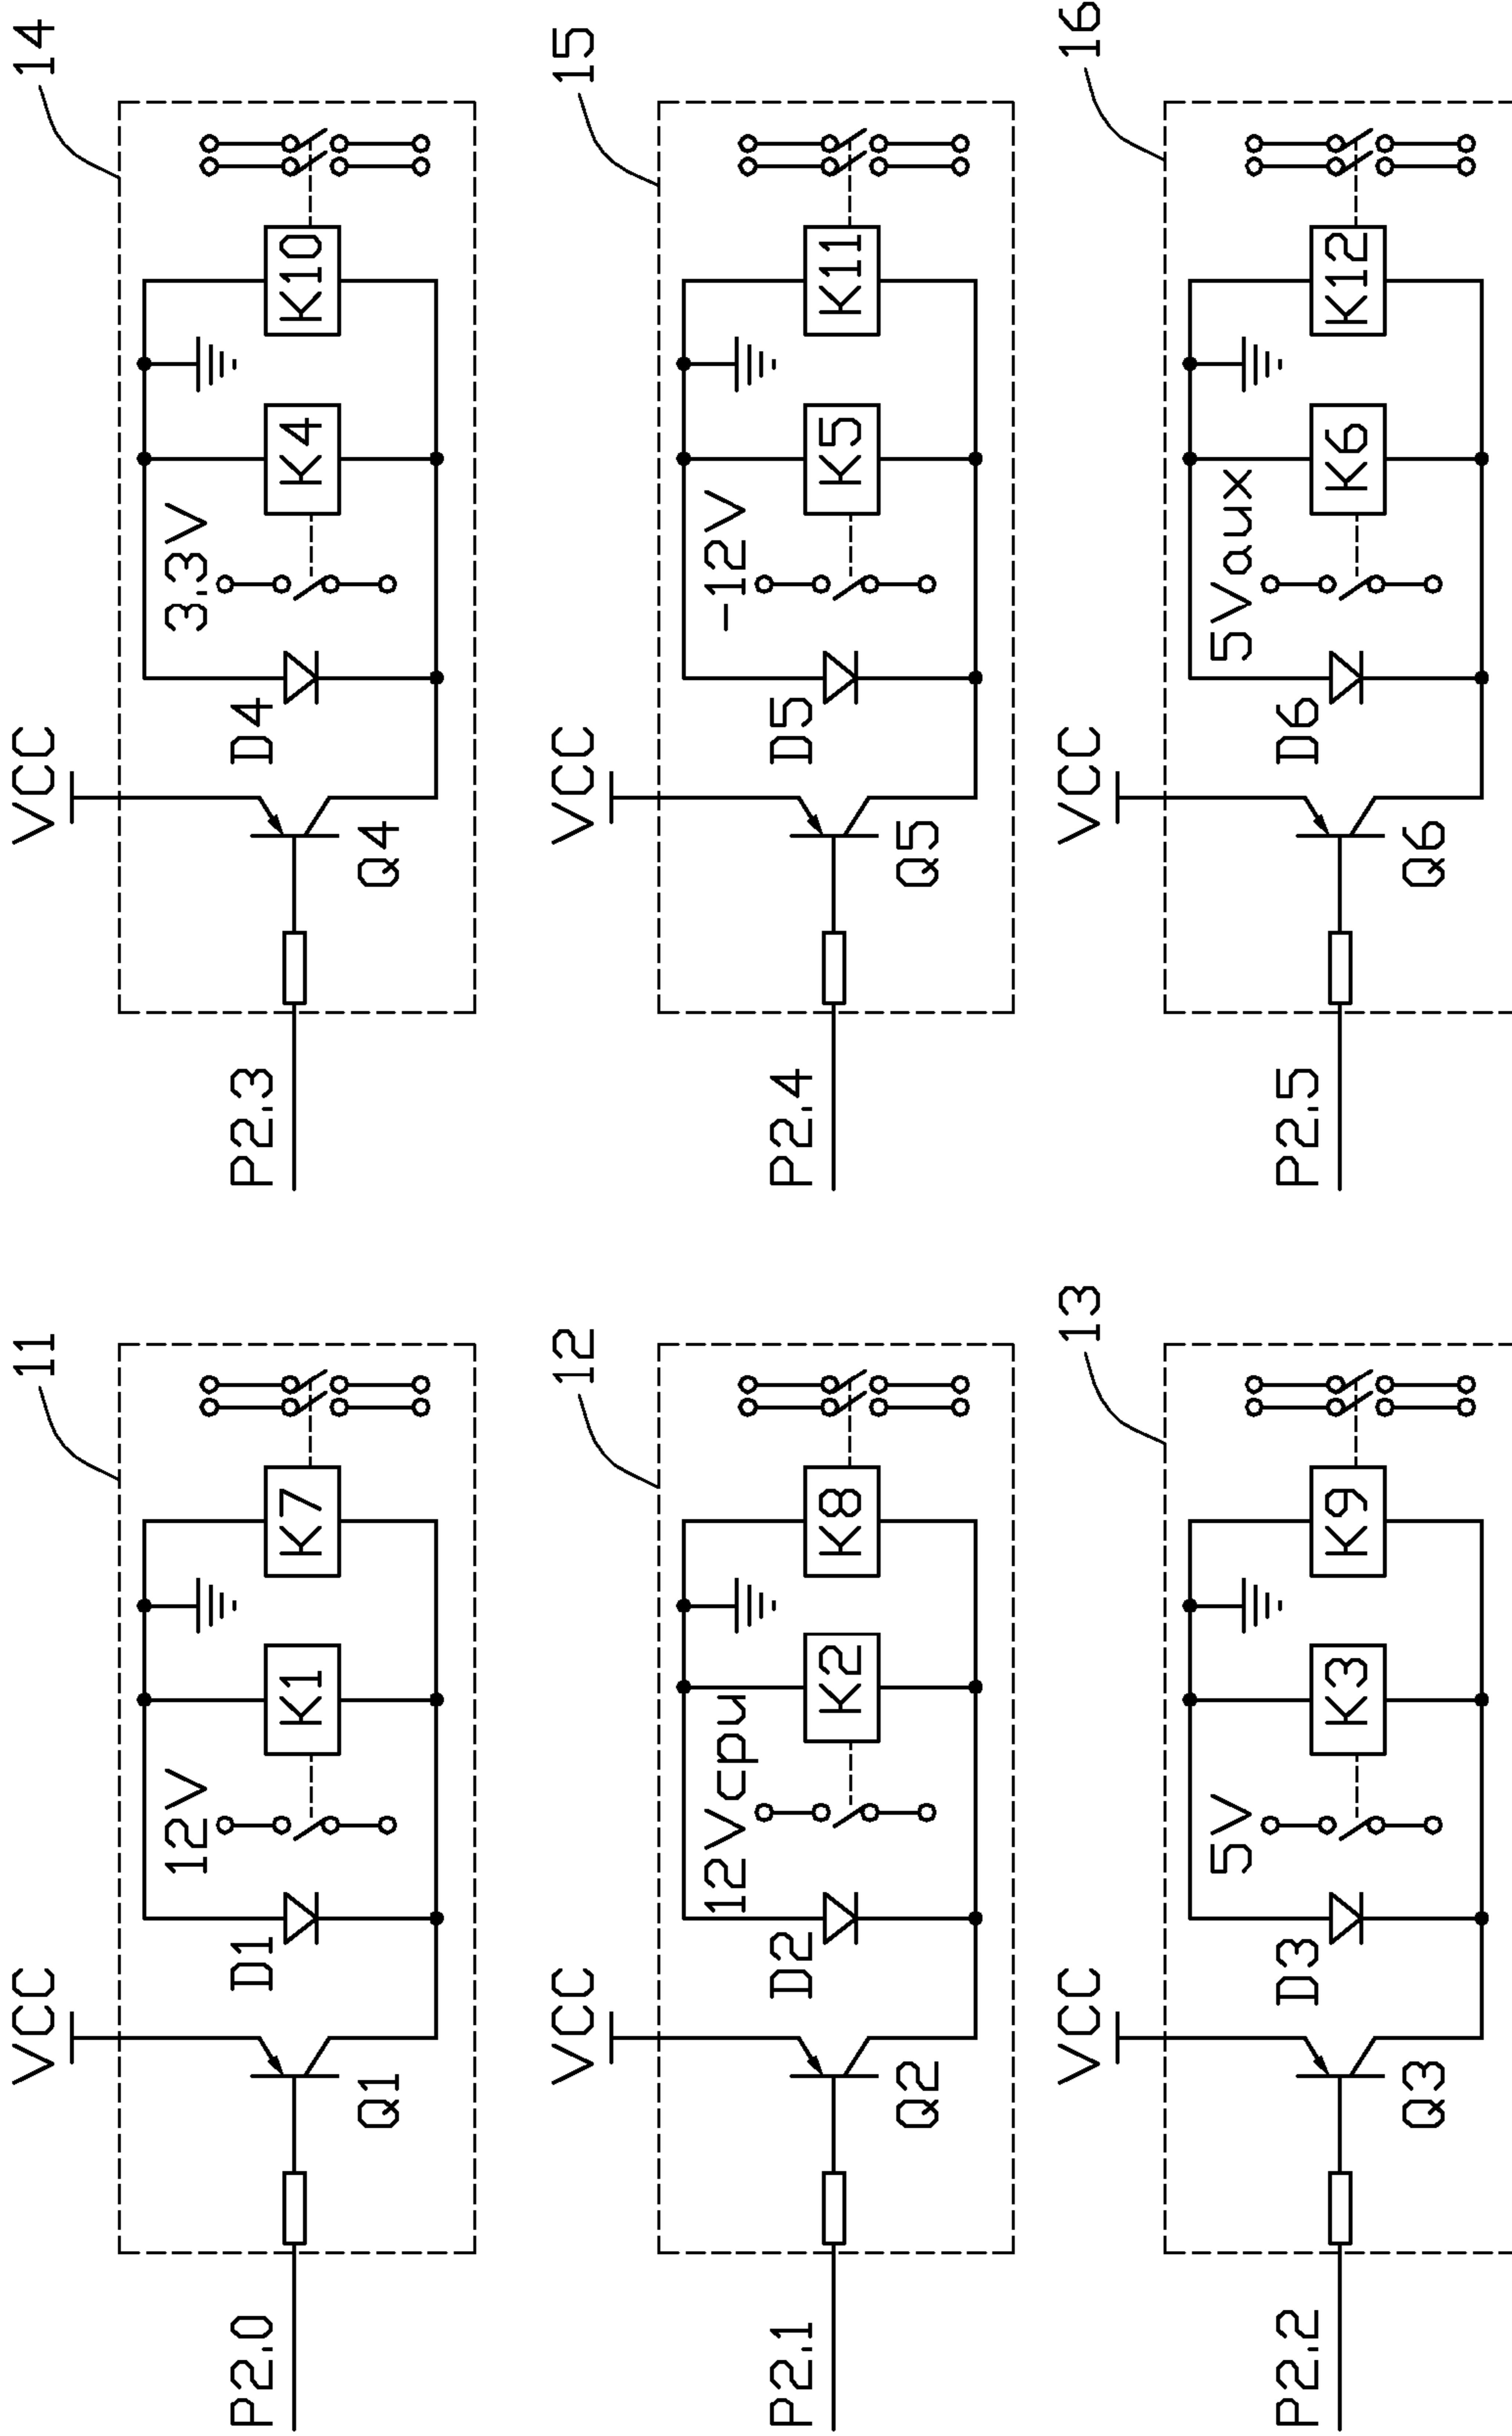 14
VCC
3.3V
D4
K4
K10
Q4
P2.3
15
VCC
-12V
D5
K5
K11
Q5
P2.4
16
VCC
5Vaux
D6
K6
K12
Q6
P2.5
11
VCC
12V
D1
K1
K7
Q1
P2.0
12
VCC
12Vcpu
D2
K2
K8
Q2
P2.1
13
VCC
5V
D3
K3
K9
Q3
P2.2